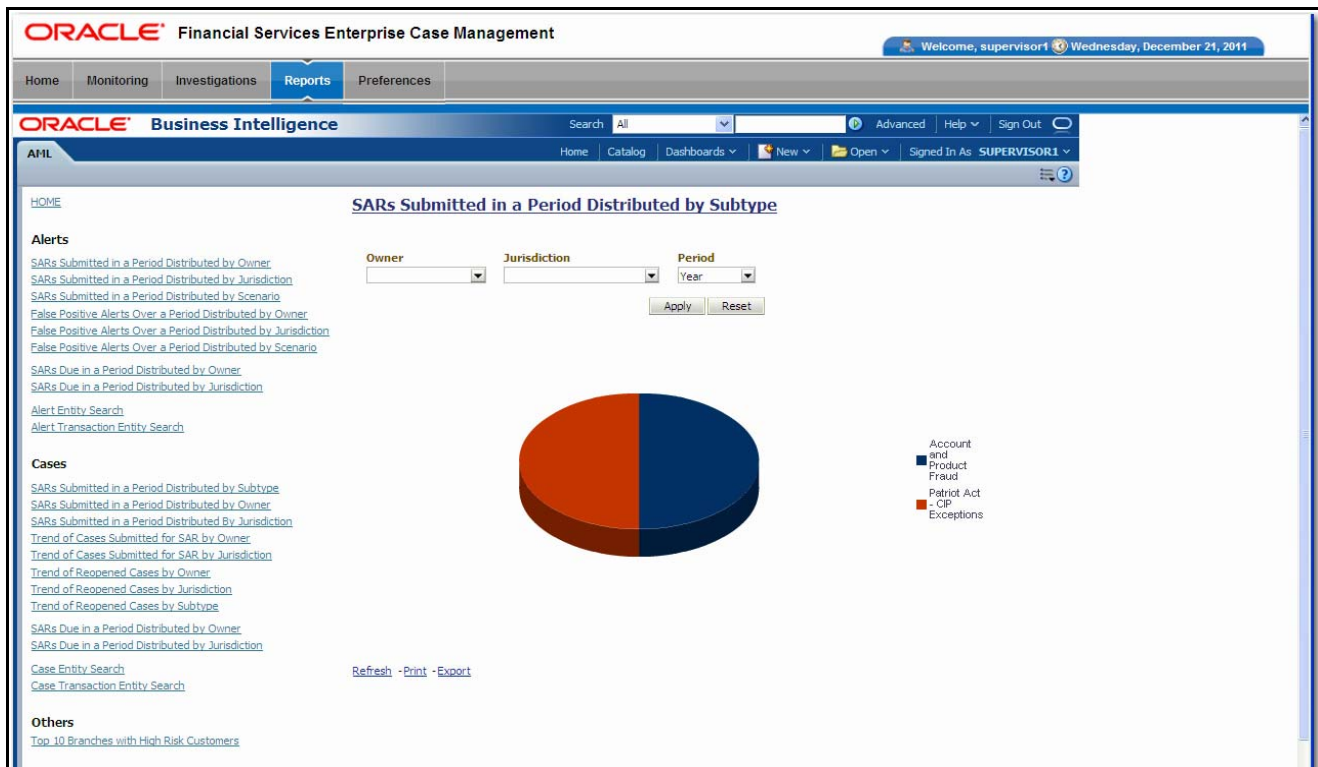 ORACLE Financial Services Enterprise Case Management
Welcome, supervisor1 Wednesday, December 21, 2011
Home Monitoring Investigations Reports Preferences
ORACLE Business Intelligence
Search All Advanced Help Sign Out
AML
Home Catalog Dashboards New Open Signed In As SUPERVISOR1
HOME
Alerts
SARs Submitted in a Period Distributed by Owner
SARs Submitted in a Period Distributed by Jurisdiction
SARs Submitted in a Period Distributed by Scenario
False Positive Alerts Over a Period Distributed by Owner
False Positive Alerts Over a Period Distributed by Jurisdiction
False Positive Alerts Over a Period Distributed by Scenario
SARs Due in a Period Distributed by Owner
SARs Due in a Period Distributed by Jurisdiction
Alert Entity Search
Alert Transaction Entity Search
Cases
SARs Submitted in a Period Distributed by Subtype
SARs Submitted in a Period Distributed by Owner
SARs Submitted in a Period Distributed By Jurisdiction
Trend of Cases Submitted for SAR by Owner
Trend of Cases Submitted for SAR by Jurisdiction
Trend of Reopened Cases by Owner
Trend of Reopened Cases by Jurisdiction
Trend of Reopened Cases by Subtype
SARs Due in a Period Distributed by Owner
SARs Due in a Period Distributed by Jurisdiction
Case Entity Search
Case Transaction Entity Search
Others
Top 10 Branches with High Risk Customers
SARs Submitted in a Period Distributed by Subtype
Owner Jurisdiction Period
Year
Apply Reset
Account
and
Product
Fraud
Patriot Act
- CIP
Exceptions
Refresh - Print - Export